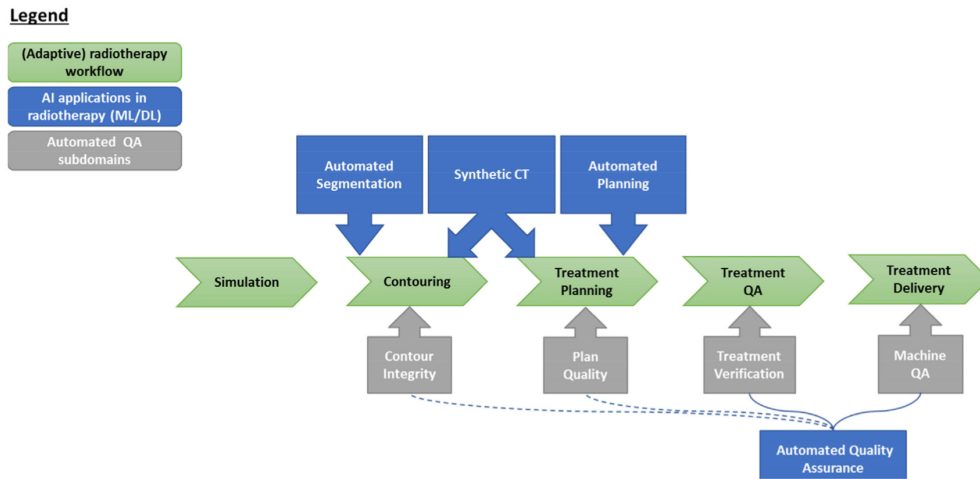 Legend
(Adaptive) radiotherapy
workflow
AI applications in
radiotherapy (ML/DL)
Automated QA
subdomains
Automated
Segmentation
Synthetic CT
Automated
Planning
Simulation
Contouring
Treatment
Planning
Treatment
QA
Treatment
Delivery
Contour
Integrity
Plan
Quality
Treatment
Verification
Machine
QA
Automated Quality
Assurance